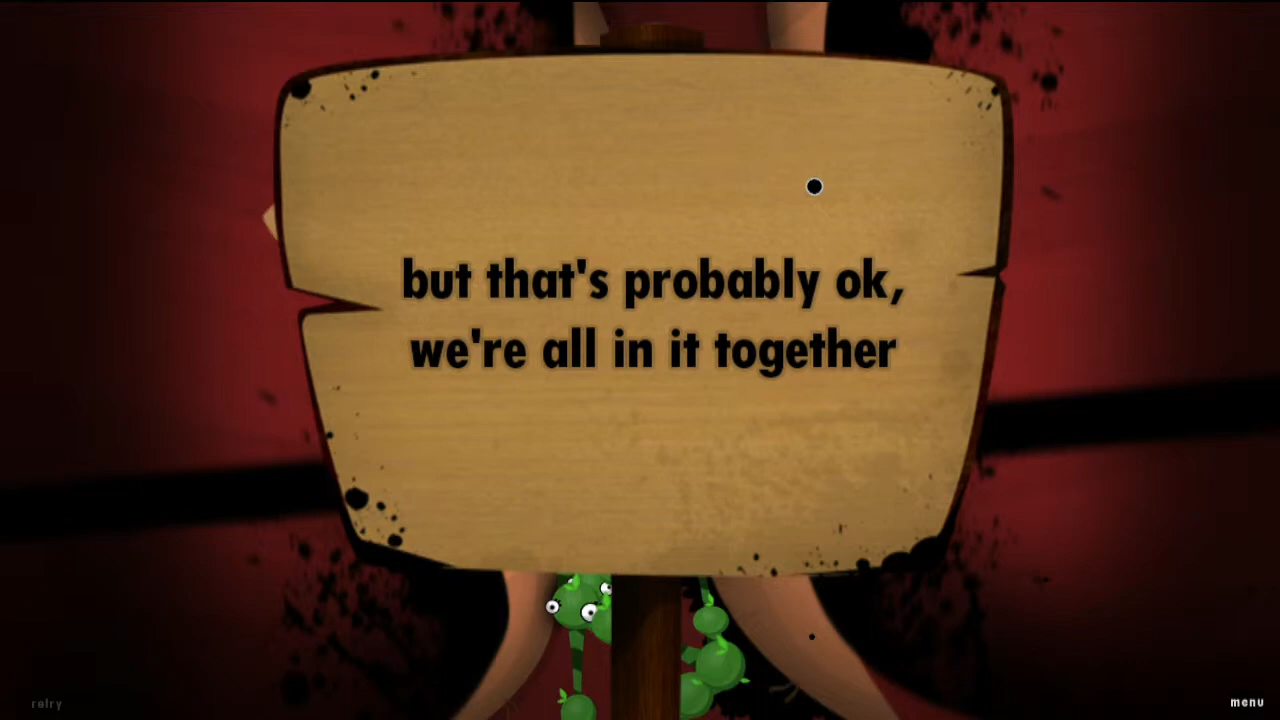 but that's probably ok,
we're all in it together
retry
menu